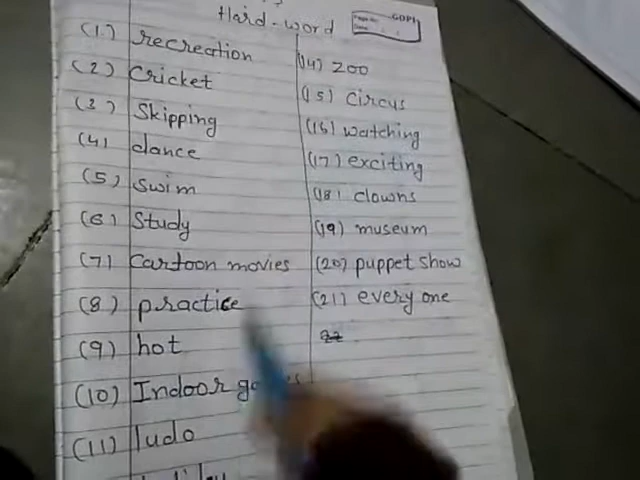 Hard-word
GOPI
(1) recreation
(2) Cricket
(3) Skipping
(4) dance
(5) swim
(6) Study
(7) Cartoon movies
(8) practice
(9) hot
(10) Indoor
(11) ludo
(14) zoo
(15) circus
(16) watching
(17) exciting
(18) clowns
(19) museum
(20) puppet show
(21) every one